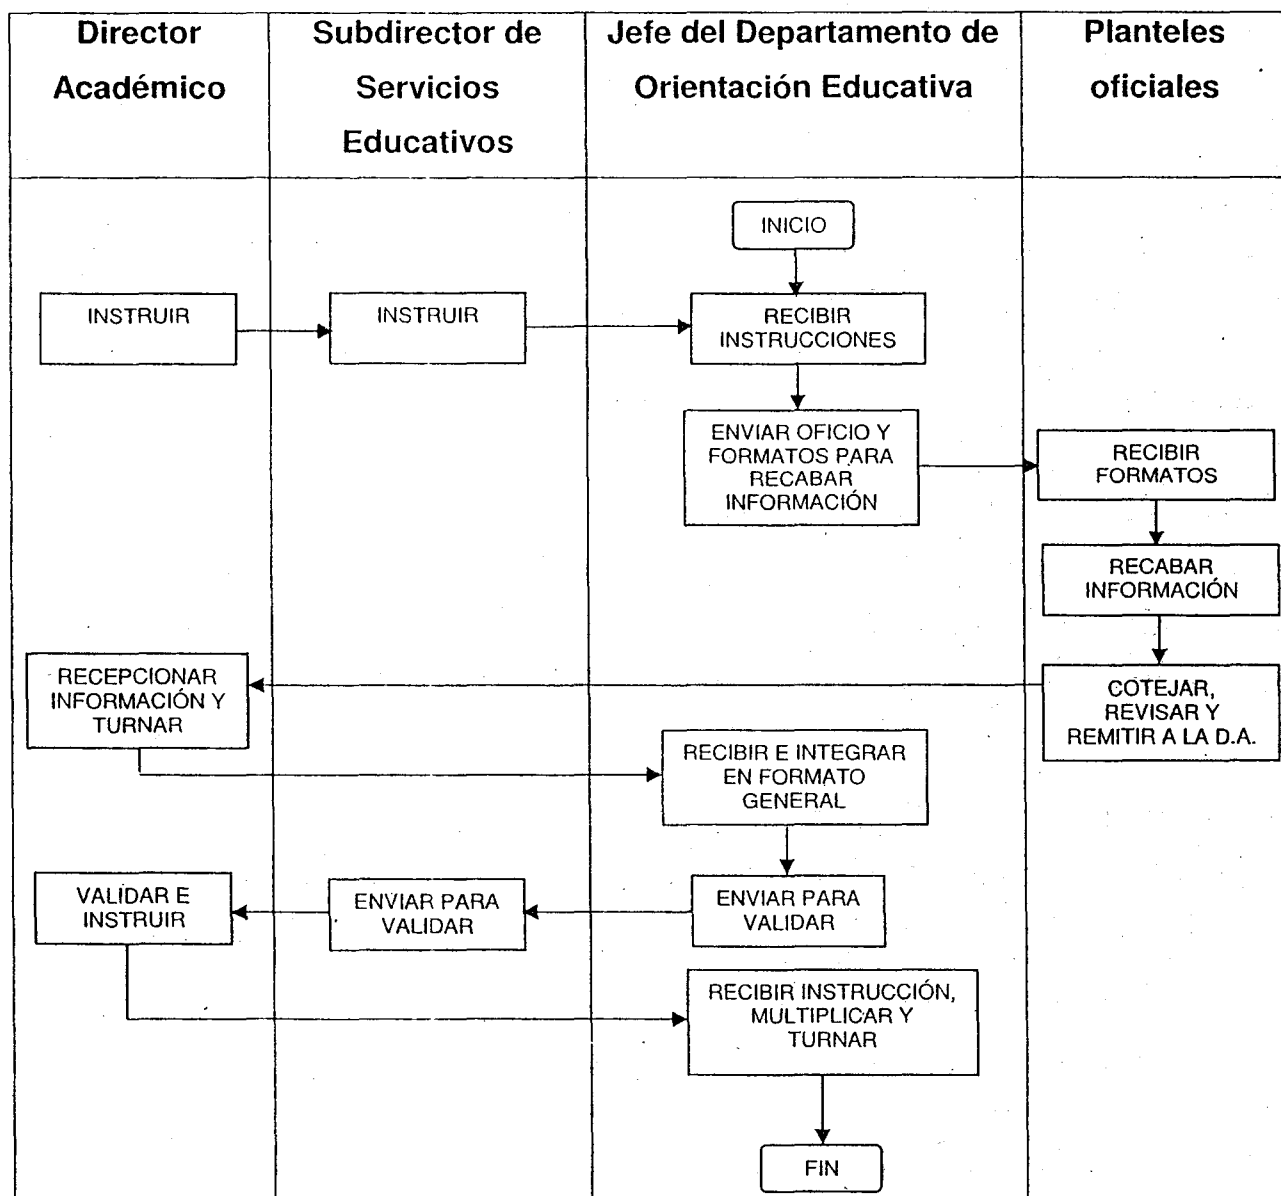 Director
Académico
Subdirector de
Servicios
Educativos
Jefe del Departamento de
Orientación Educativa
Planteles
oficiales
INICIO
INSTRUIR
INSTRUIR
RECIBIR
INSTRUCCIONES
ENVIAR OFICIO Y
FORMATOS PARA
RECABAR
INFORMACIÓN
RECIBIR
FORMATOS
RECABAR
INFORMACIÓN
COTEJAR,
REVISAR Y
REMITIR A LA D.A.
RECEPCIONAR
INFORMACIÓN Y
TURNAR
RECIBIR E INTEGRAR
EN FORMATO
GENERAL
ENVIAR PARA
VALIDAR
ENVIAR PARA
VALIDAR
VALIDAR E
INSTRUIR
RECIBIR INSTRUCCIÓN,
MULTIPLICAR Y
TURNAR
FIN